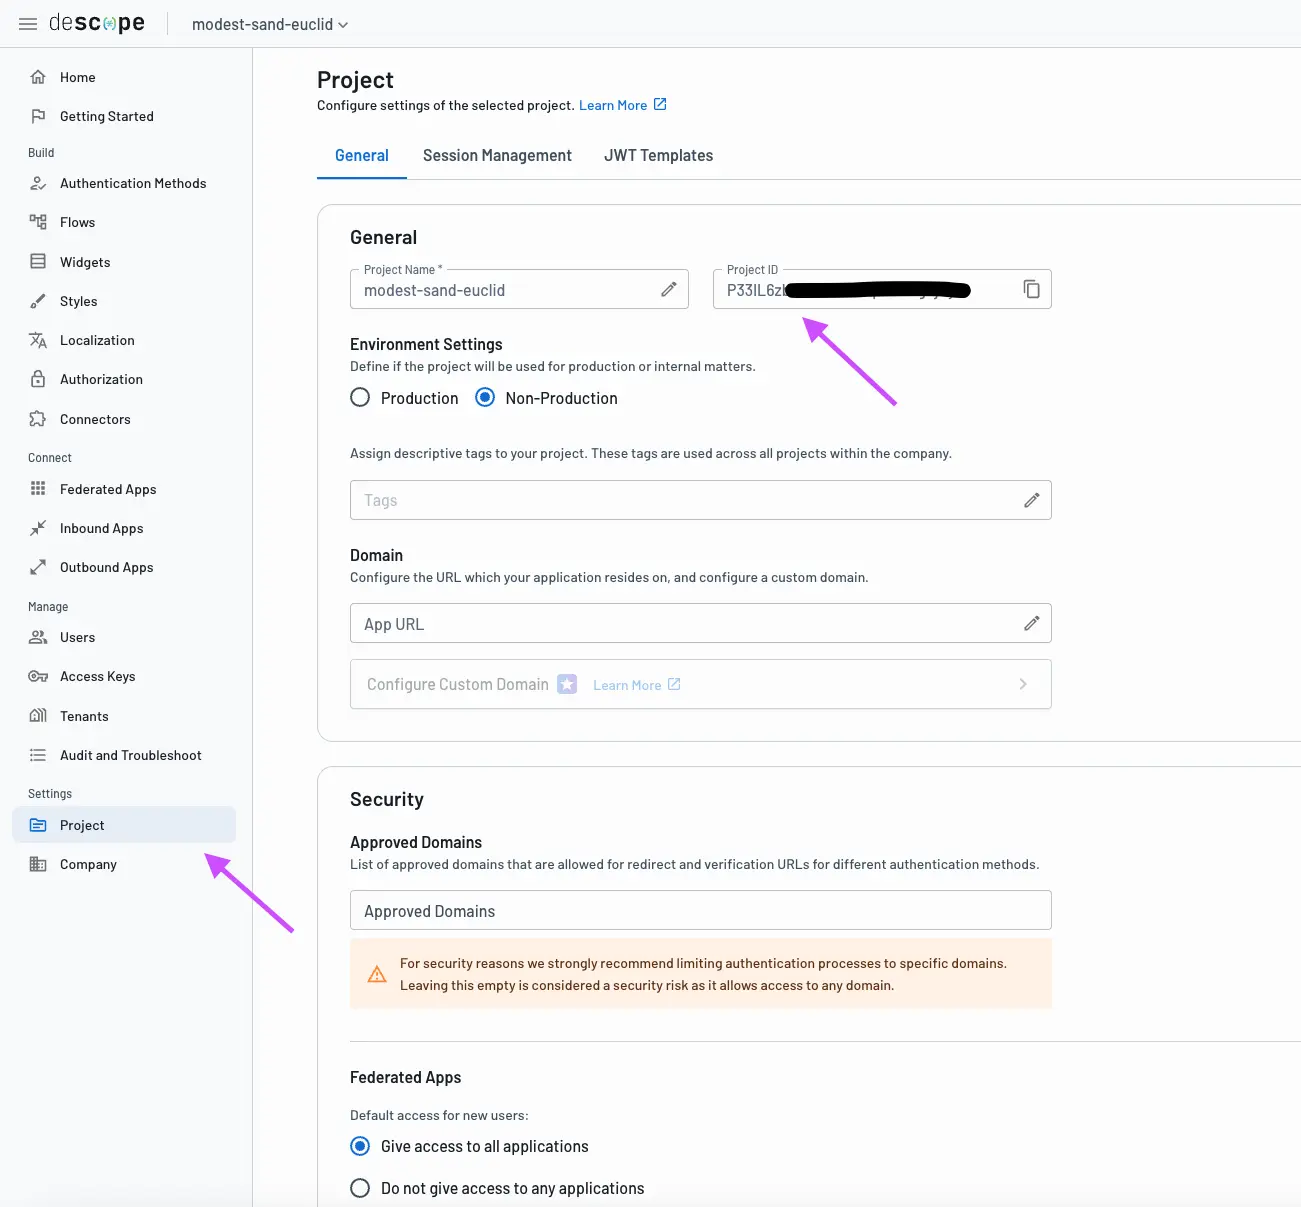 descope
modest-sand-euclid
Home
Getting Started
Build
Authentication Methods
Flows
Widgets
Styles
Localization
Authorization
Connectors
Connect
Federated Apps
Inbound Apps
Outbound Apps
Manage
Users
Access Keys
Tenants
Audit and Troubleshoot
Settings
Project
Company
Project
Configure settings of the selected project. Learn More
General Session Management JWT Templates
General
Project Name *
modest-sand-euclid
Project ID
P33IL6z
Environment Settings
Define if the project will be used for production or internal matters.
Production Non-Production
Assign descriptive tags to your project. These tags are used across all projects within the company.
Tags
Domain
Configure the URL which your application resides on, and configure a custom domain.
App URL
Configure Custom Domain Learn More
Security
Approved Domains
List of approved domains that are allowed for redirect and verification URLs for different authentication methods.
Approved Domains
For security reasons we strongly recommend limiting authentication processes to specific domains.
Leaving this empty is considered a security risk as it allows access to any domain.
Federated Apps
Default access for new users:
Give access to all applications
Do not give access to any applications